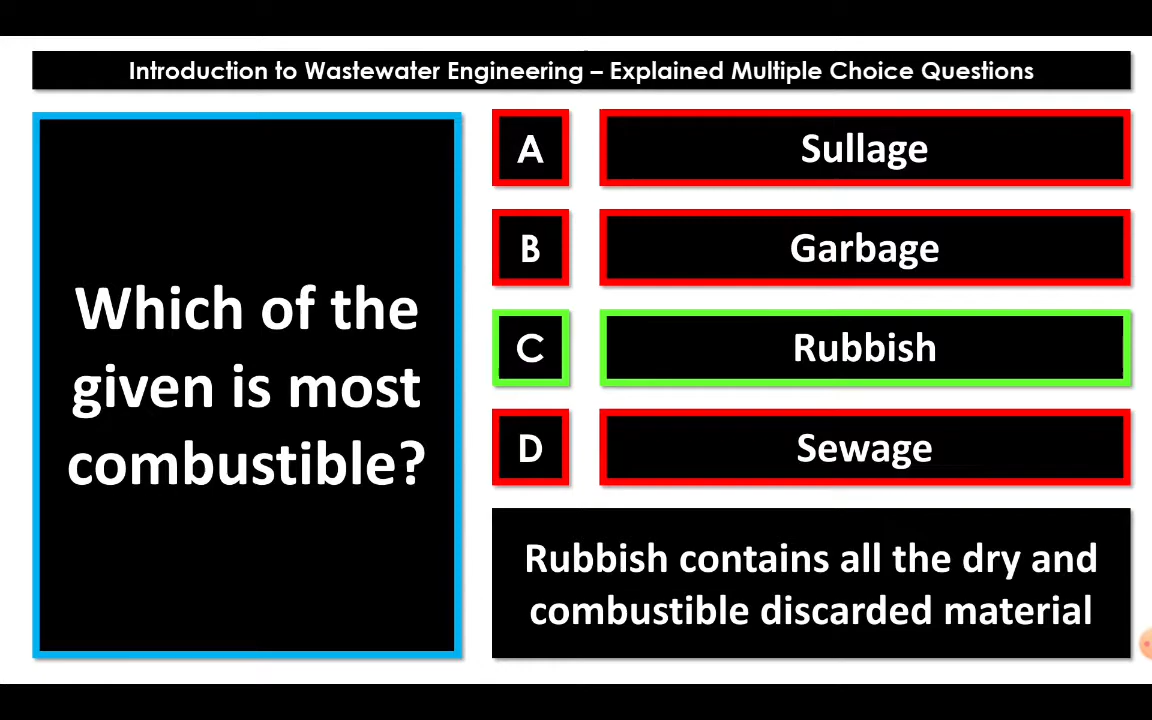 Introduction to Wastewater Engineering – Explained Multiple Choice Questions
Which of the
given is most
combustible?
A
Sullage
B
Garbage
C
Rubbish
D
Sewage
Rubbish contains all the dry and
combustible discarded material